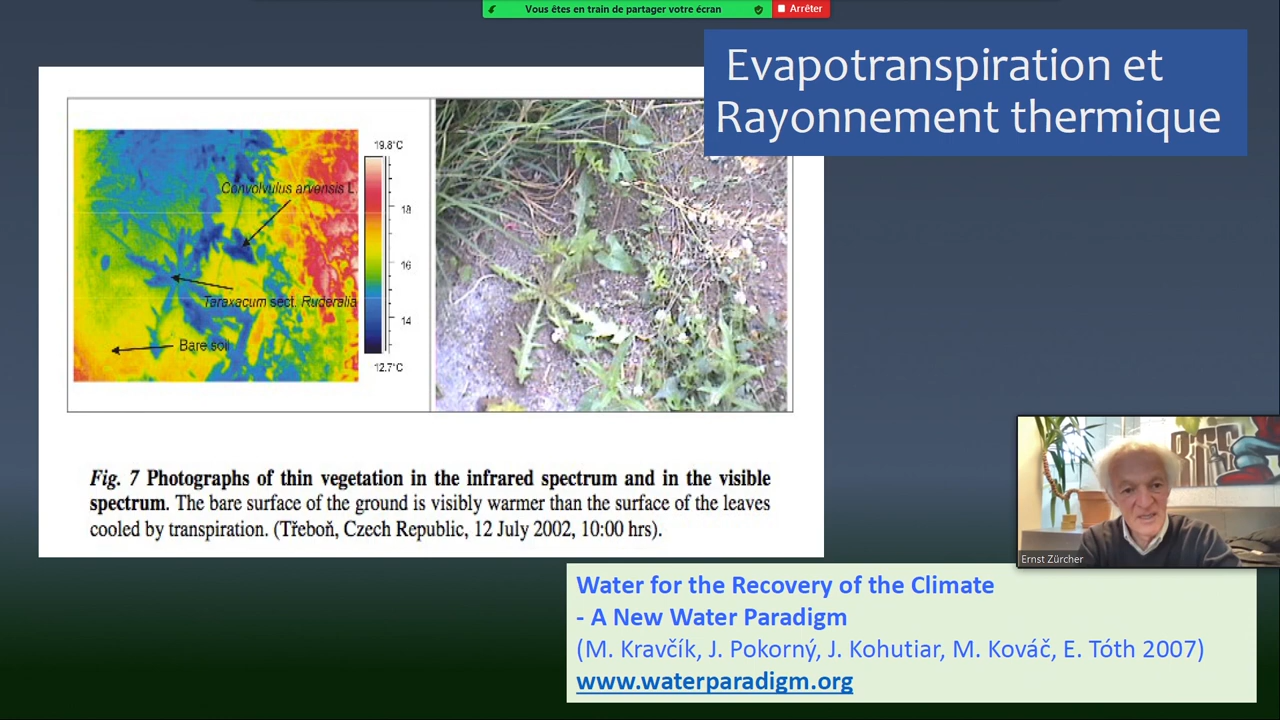 Vous êtes en train de partager votre écran
Arrêter
Evapotranspiration et
Rayonnement thermique
19.8°C
Convolvulus arvensis L.
18
16
Taraxacum sect. Ruderalia
14
Bare soil
12.7°C
Fig. 7 Photographs of thin vegetation in the infrared spectrum and in the visible
spectrum. The bare surface of the ground is visibly warmer than the surface of the leaves
cooled by transpiration. (Třeboň, Czech Republic, 12 July 2002, 10:00 hrs).
Ernst Zürcher
Water for the Recovery of the Climate
- A New Water Paradigm
(M. Kravčík, J. Pokorný, J. Kohutiar, M. Kováč, E. Tóth 2007)
www.waterparadigm.org